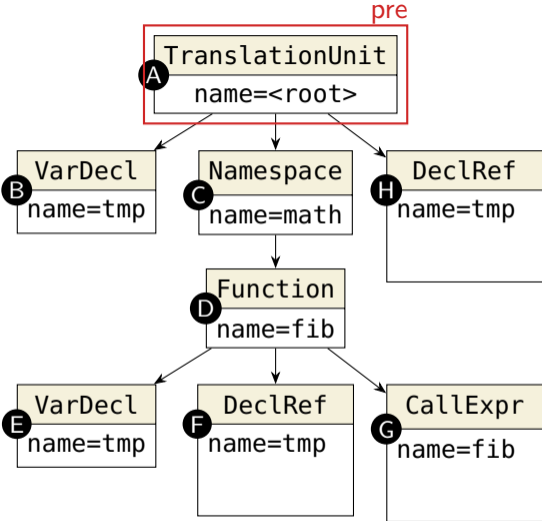 pre
A
TranslationUnit
name=<root>
B
VarDecl
name=tmp
C
Namespace
name=math
H
DeclRef
name=tmp
D
Function
name=fib
E
VarDecl
name=tmp
F
DeclRef
name=tmp
G
CallExpr
name=fib